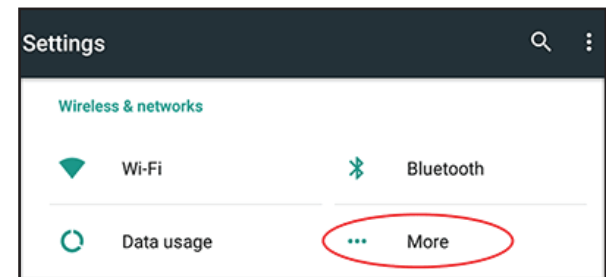 Settings
Wireless & networks
Wi-Fi
Bluetooth
Data usage
More